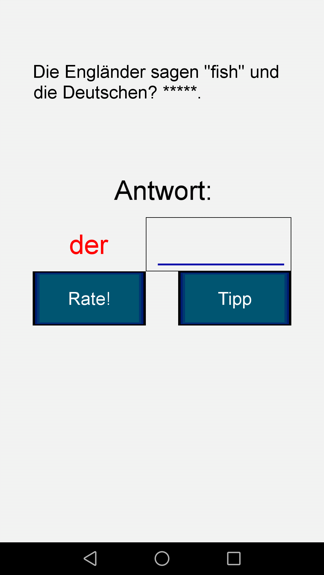 Die Engländer sagen "fish" und
die Deutschen? *****.
Antwort:
der
Rate!
Tipp